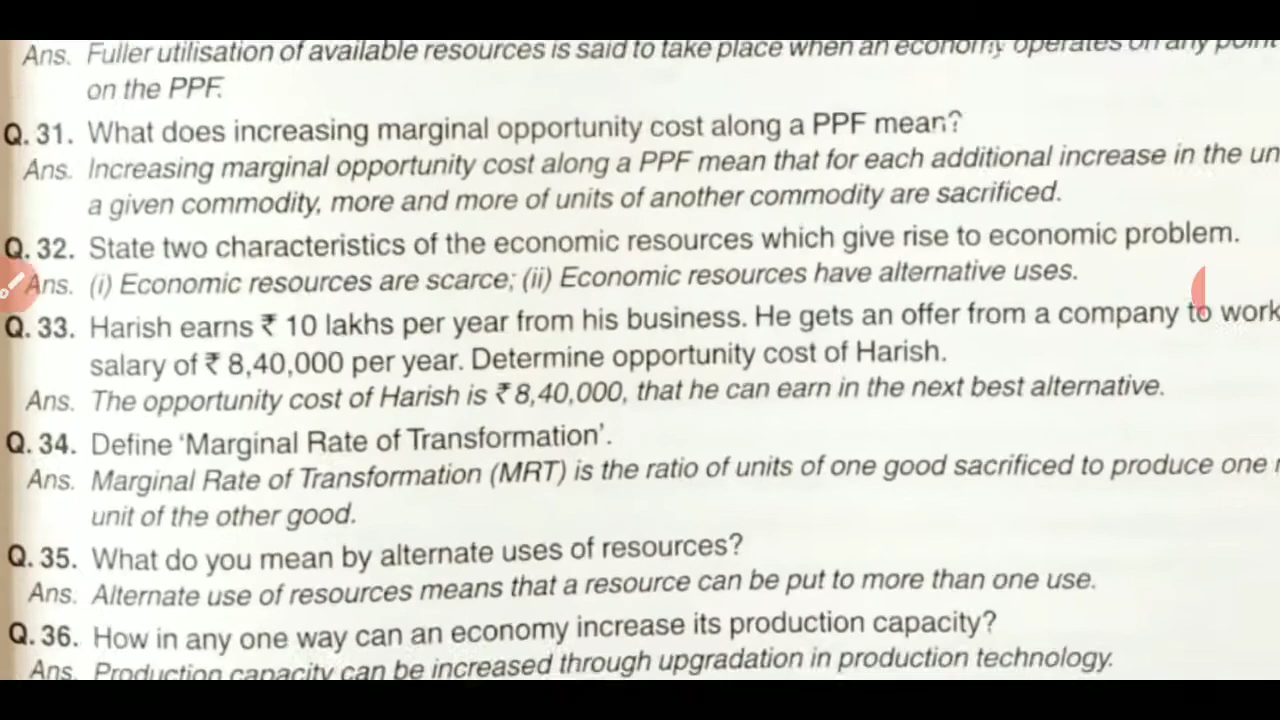 Ans. Fuller utilisation of available resources is said to take place when an economy operates on any point
on the PPF.
Q. 31. What does increasing marginal opportunity cost along a PPF mean?
Ans. Increasing marginal opportunity cost along a PPF mean that for each additional increase in the un
a given commodity, more and more of units of another commodity are sacrificed.
Q. 32. State two characteristics of the economic resources which give rise to economic problem.
Ans. (i) Economic resources are scarce; (ii) Economic resources have alternative uses.
Q. 33. Harish earns ₹ 10 lakhs per year from his business. He gets an offer from a company to work
salary of ₹ 8,40,000 per year. Determine opportunity cost of Harish.
Ans. The opportunity cost of Harish is ₹ 8,40,000, that he can earn in the next best alternative.
Q. 34. Define ‘Marginal Rate of Transformation’.
Ans. Marginal Rate of Transformation (MRT) is the ratio of units of one good sacrificed to produce one
unit of the other good.
Q. 35. What do you mean by alternate uses of resources?
Ans. Alternate use of resources means that a resource can be put to more than one use.
Q. 36. How in any one way can an economy increase its production capacity?
Ans. Production capacity can be increased through upgradation in production technology.